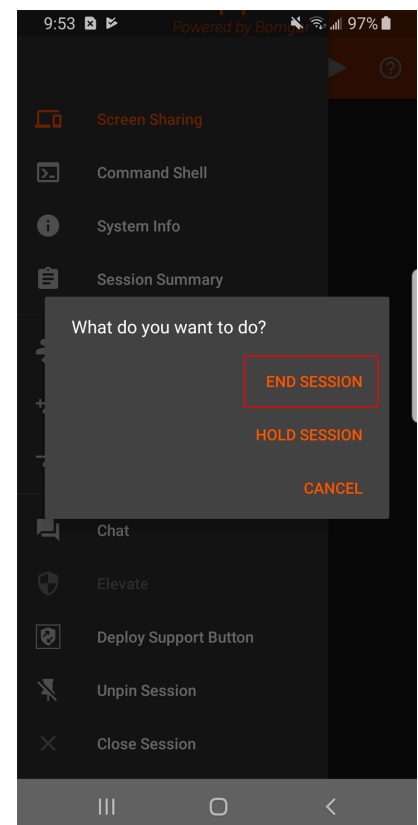 9:53
97%
Powered by Bomgar
Screen Sharing
Command Shell
System Info
Session Summary
What do you want to do?
END SESSION
HOLD SESSION
CANCEL
Chat
Elevate
Deploy Support Button
Unpin Session
Close Session